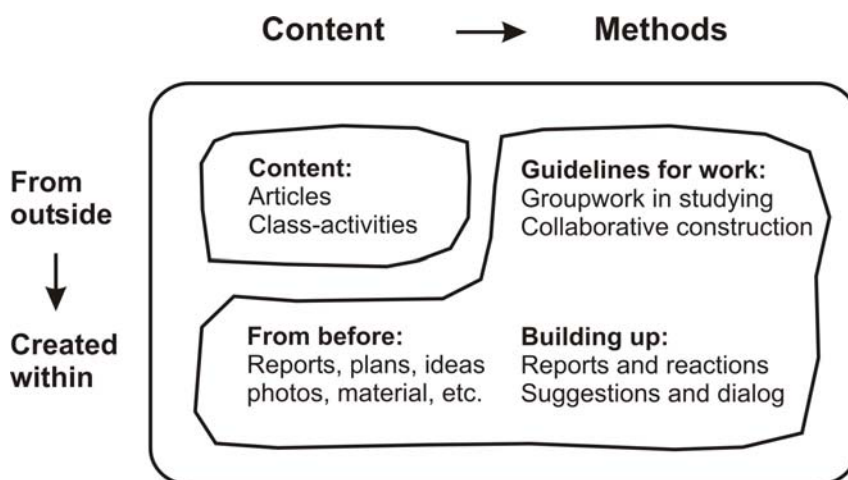 Content → Methods
From
outside
↓
Created
within
Content:
Articles
Class-activities
Guidelines for work:
Groupwork in studying
Collaborative construction
From before:
Reports, plans, ideas
photos, material, etc.
Building up:
Reports and reactions
Suggestions and dialog